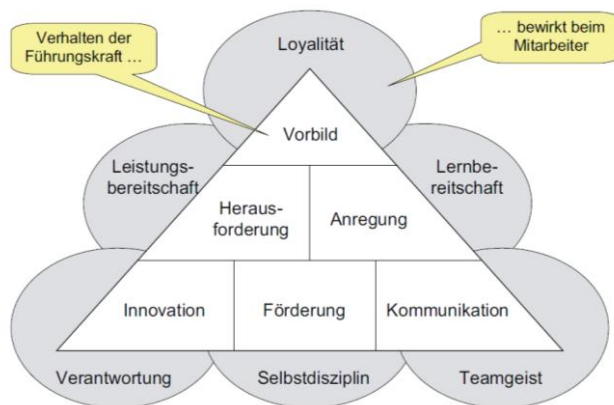 Verhalten der
Führungskraft ...
Loyalität
... bewirkt beim
Mitarbeiter
Vorbild
Leistungs-
bereitschaft
Lernbe-
reitschaft
Heraus-
forderung
Anregung
Innovation
Förderung
Kommunikation
Verantwortung
Selbstdisziplin
Teamgeist